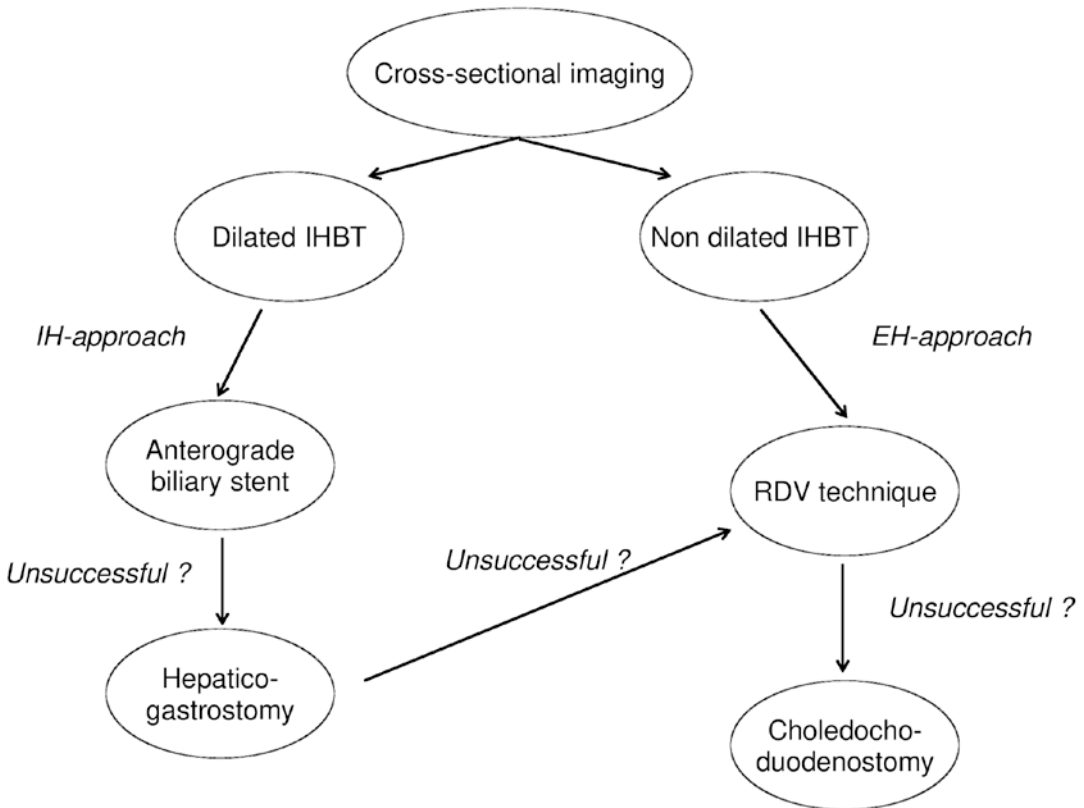 Cross-sectional imaging
Dilated IHBT
Non dilated IHBT
IH-approach
EH-approach
Anterograde
biliary stent
RDV technique
Unsuccessful ?
Unsuccessful ?
Unsuccessful ?
Hepatico-
gastrostomy
Choledocho-
duodenostomy